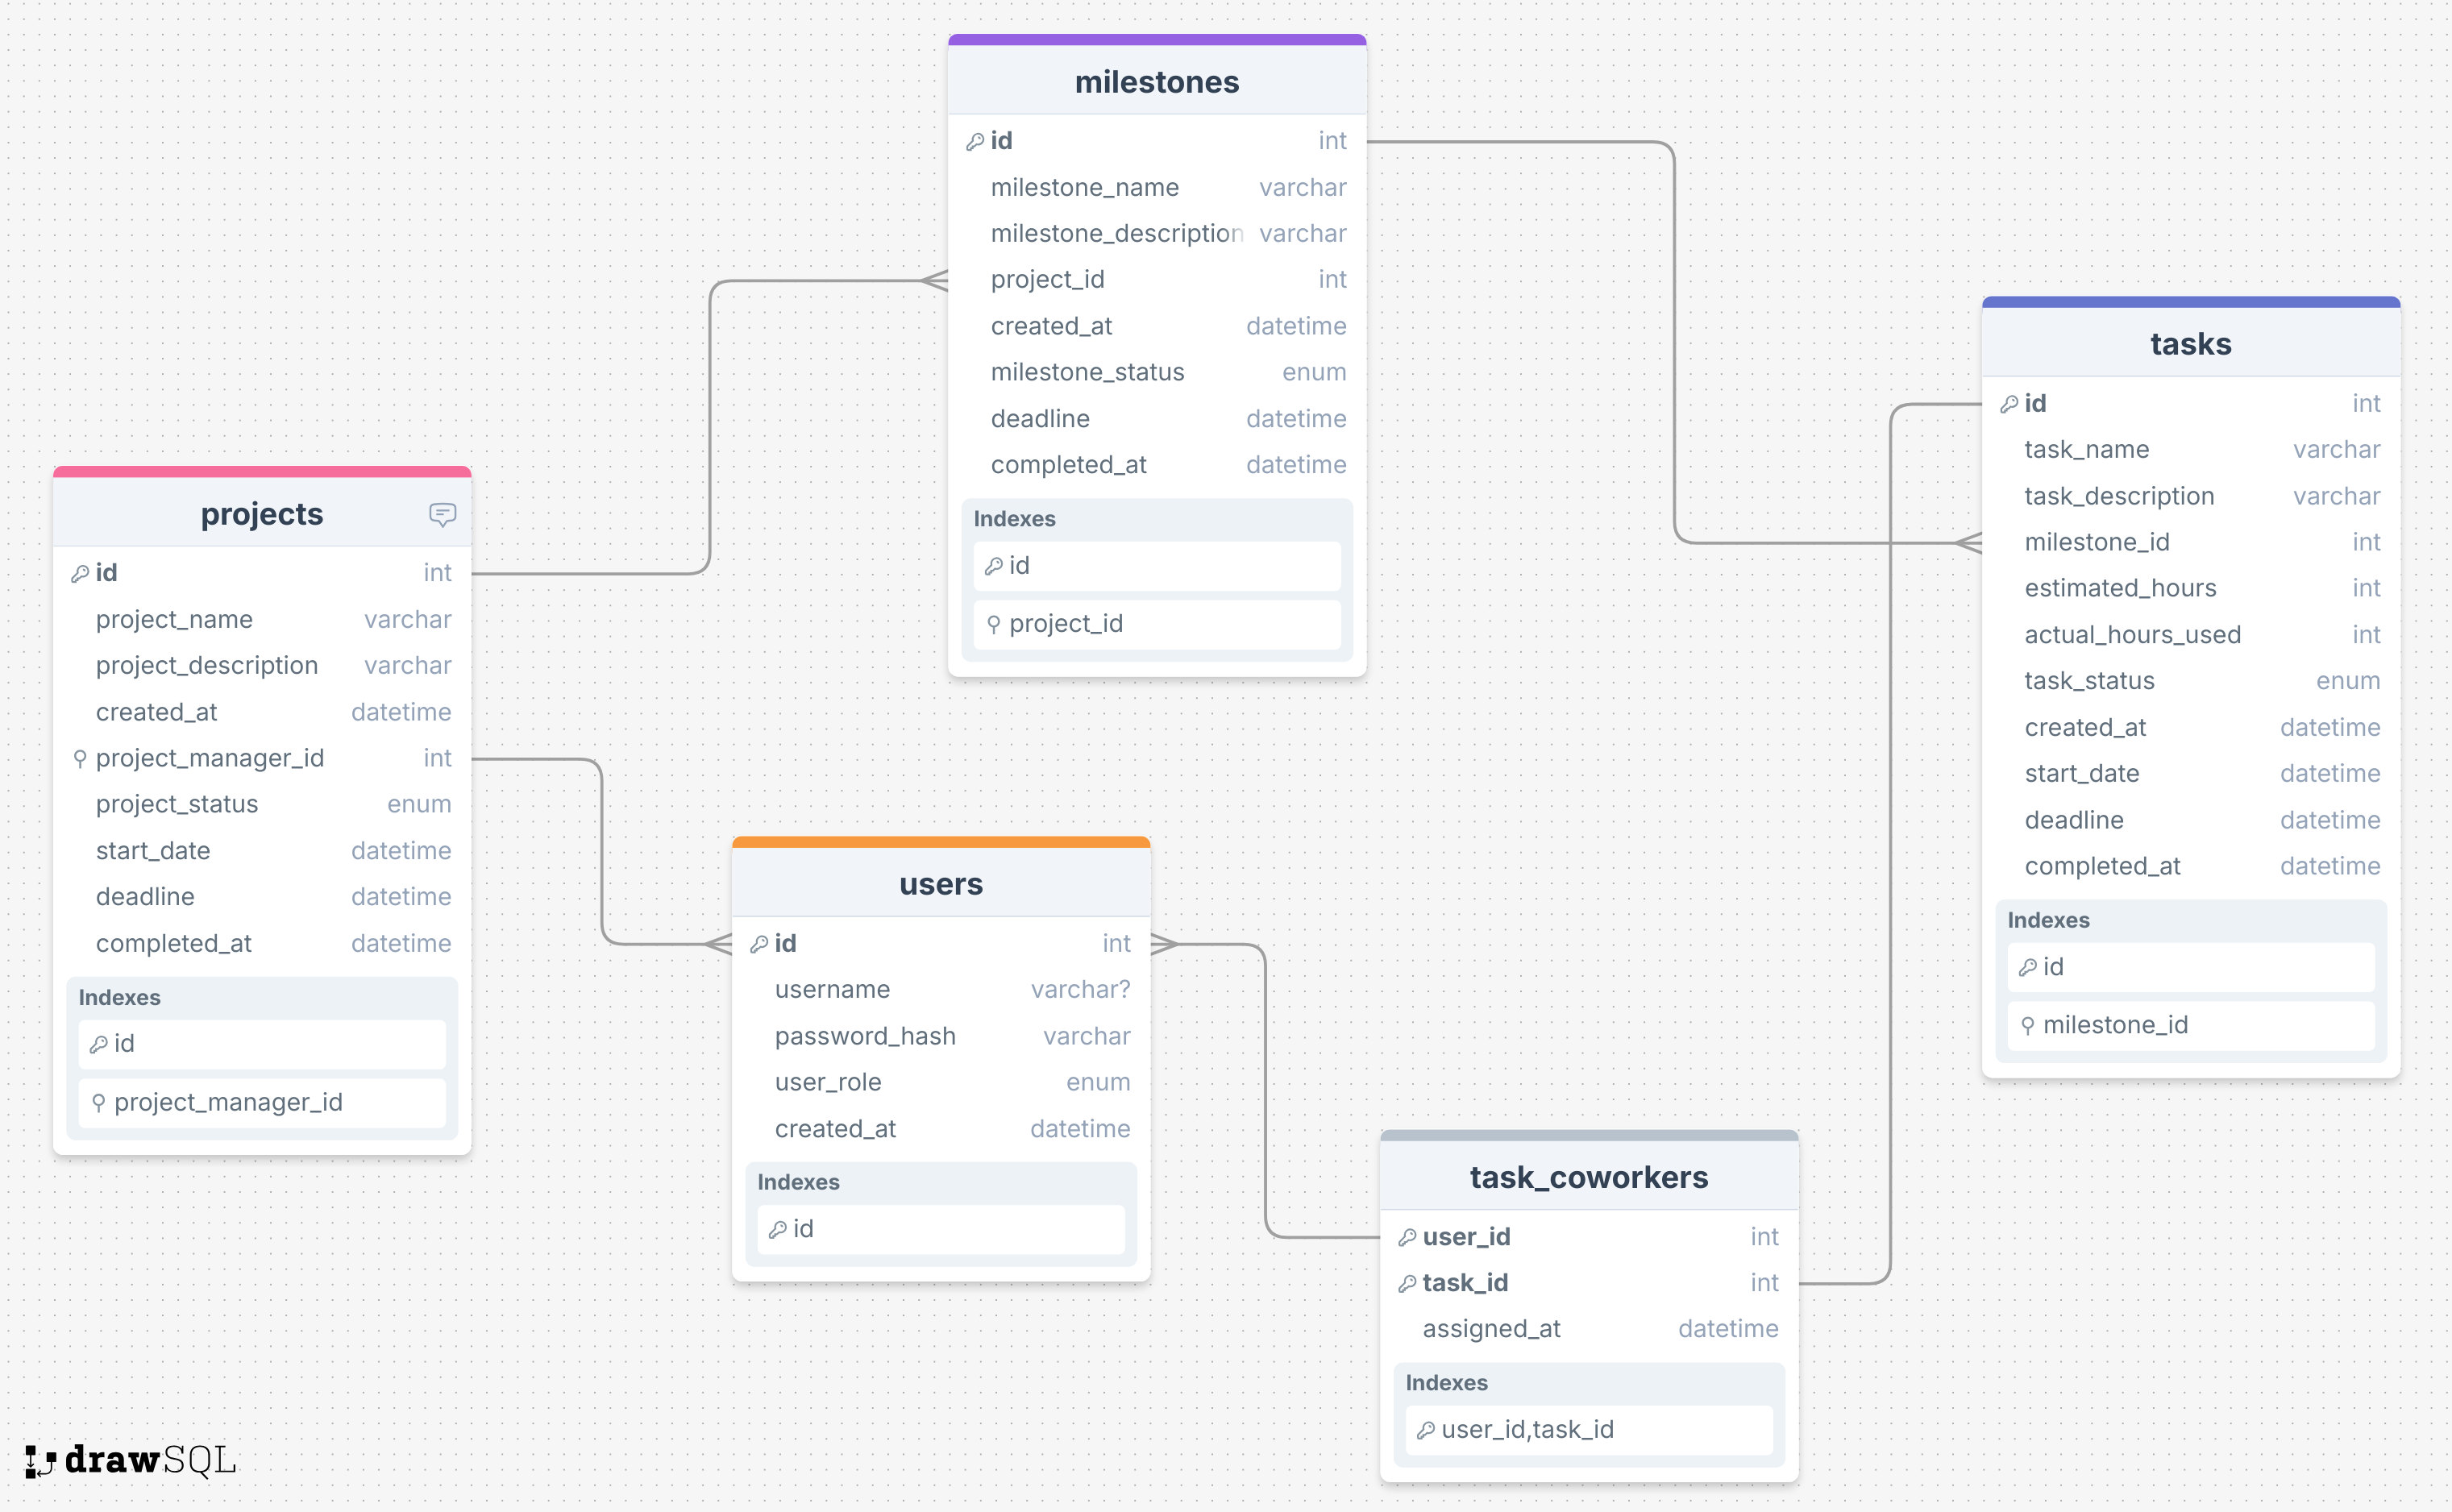 milestones
id int
milestone_name varchar
milestone_description varchar
project_id int
created_at datetime
milestone_status enum
deadline datetime
completed_at datetime
Indexes
id
project_id
tasks
id int
task_name varchar
task_description varchar
milestone_id int
estimated_hours int
actual_hours_used int
task_status enum
created_at datetime
start_date datetime
deadline datetime
completed_at datetime
Indexes
id
milestone_id
projects
id int
project_name varchar
project_description varchar
created_at datetime
project_manager_id int
project_status enum
start_date datetime
deadline datetime
completed_at datetime
Indexes
id
project_manager_id
users
id int
username varchar?
password_hash varchar
user_role enum
created_at datetime
Indexes
id
task_coworkers
user_id int
task_id int
assigned_at datetime
Indexes
user_id,task_id
drawSQL